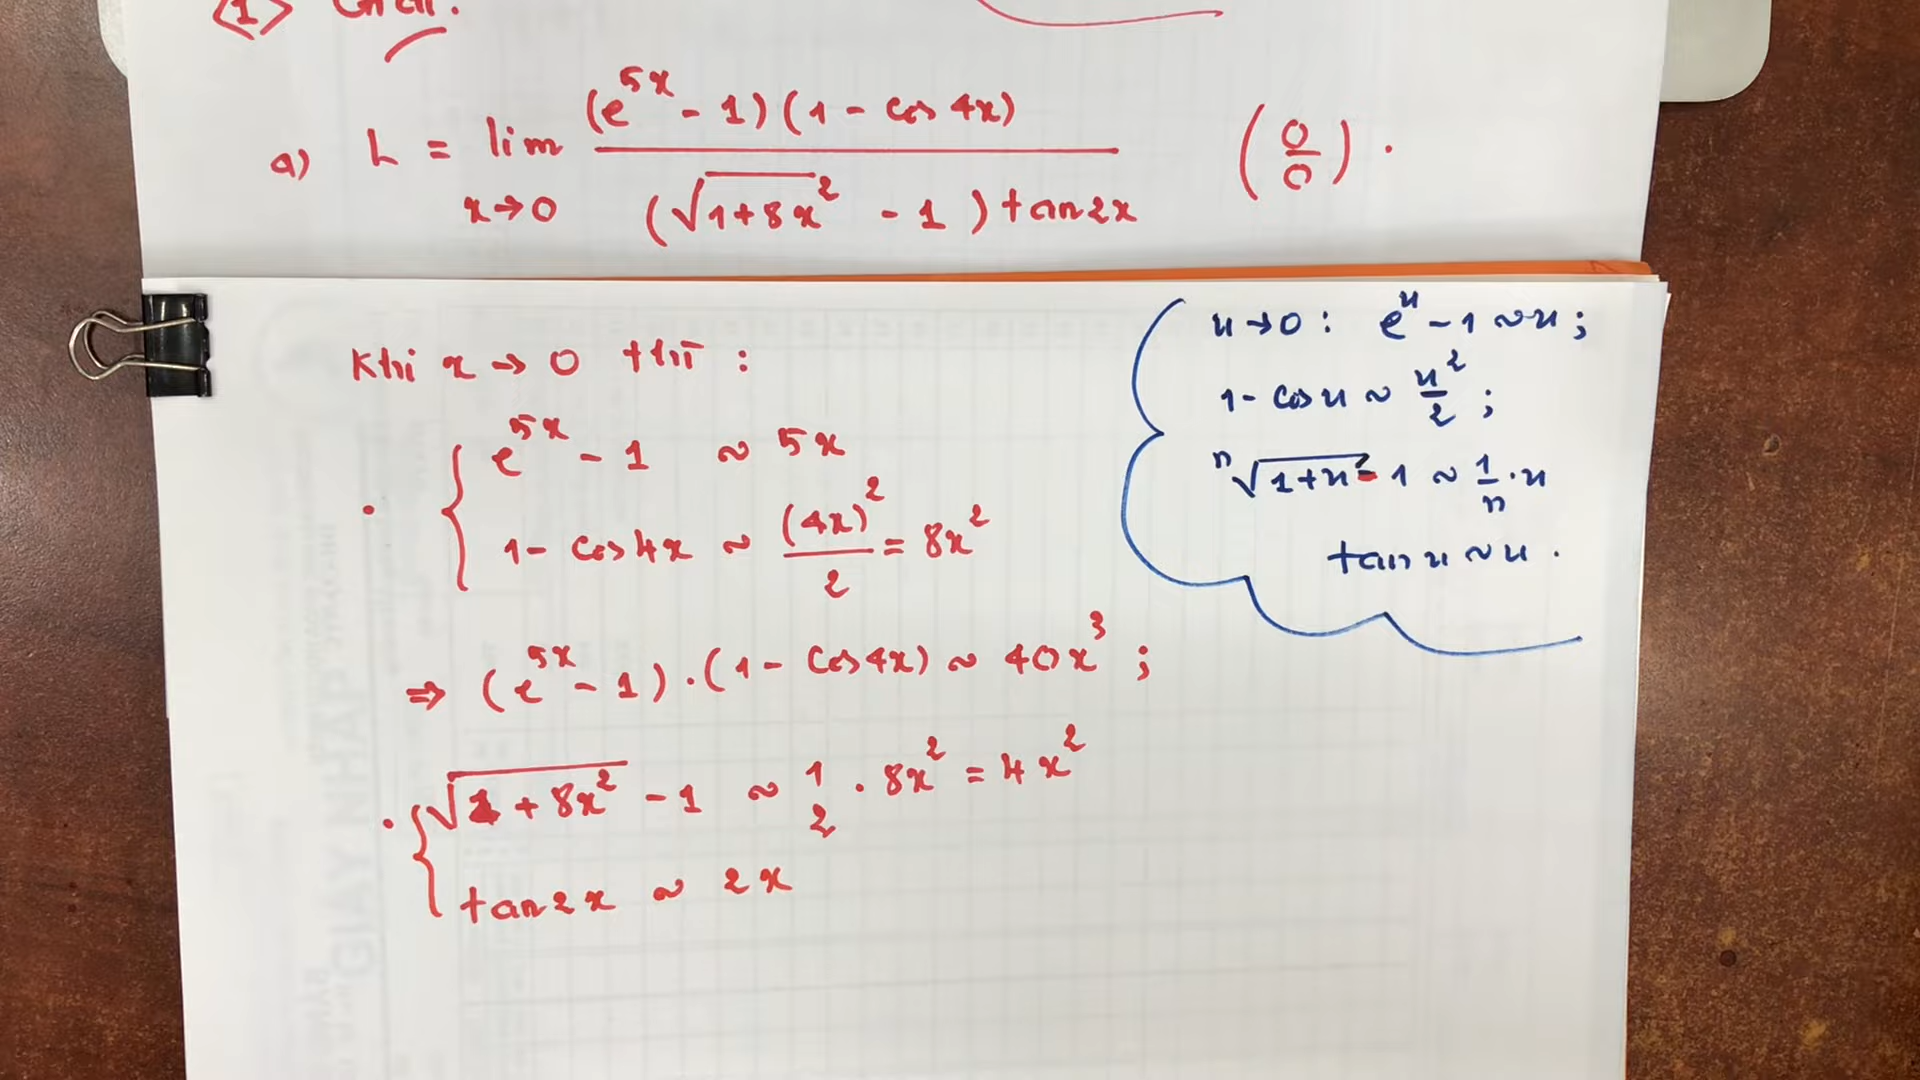 <1> Giải.
a) L = lim x→0 (e^{5x} - 1)(1 - cos 4x) / (√(1+8x²) - 1) tan2x (0/0).
Khi x → 0 thì :
e^{5x} - 1 ~ 5x
1 - cos4x ~ (4x)²/2 = 8x²
⇒ (e^{5x} - 1).(1 - cos4x) ~ 40x³ ;
√(1 + 8x²) - 1 ~ 1/2 . 8x² = 4x²
tan2x ~ 2x
u→0 : e^u - 1 ~ u ;
1 - cosu ~ u²/2 ;
ⁿ√(1+u) - 1 ~ 1/n . u
tan u ~ u .